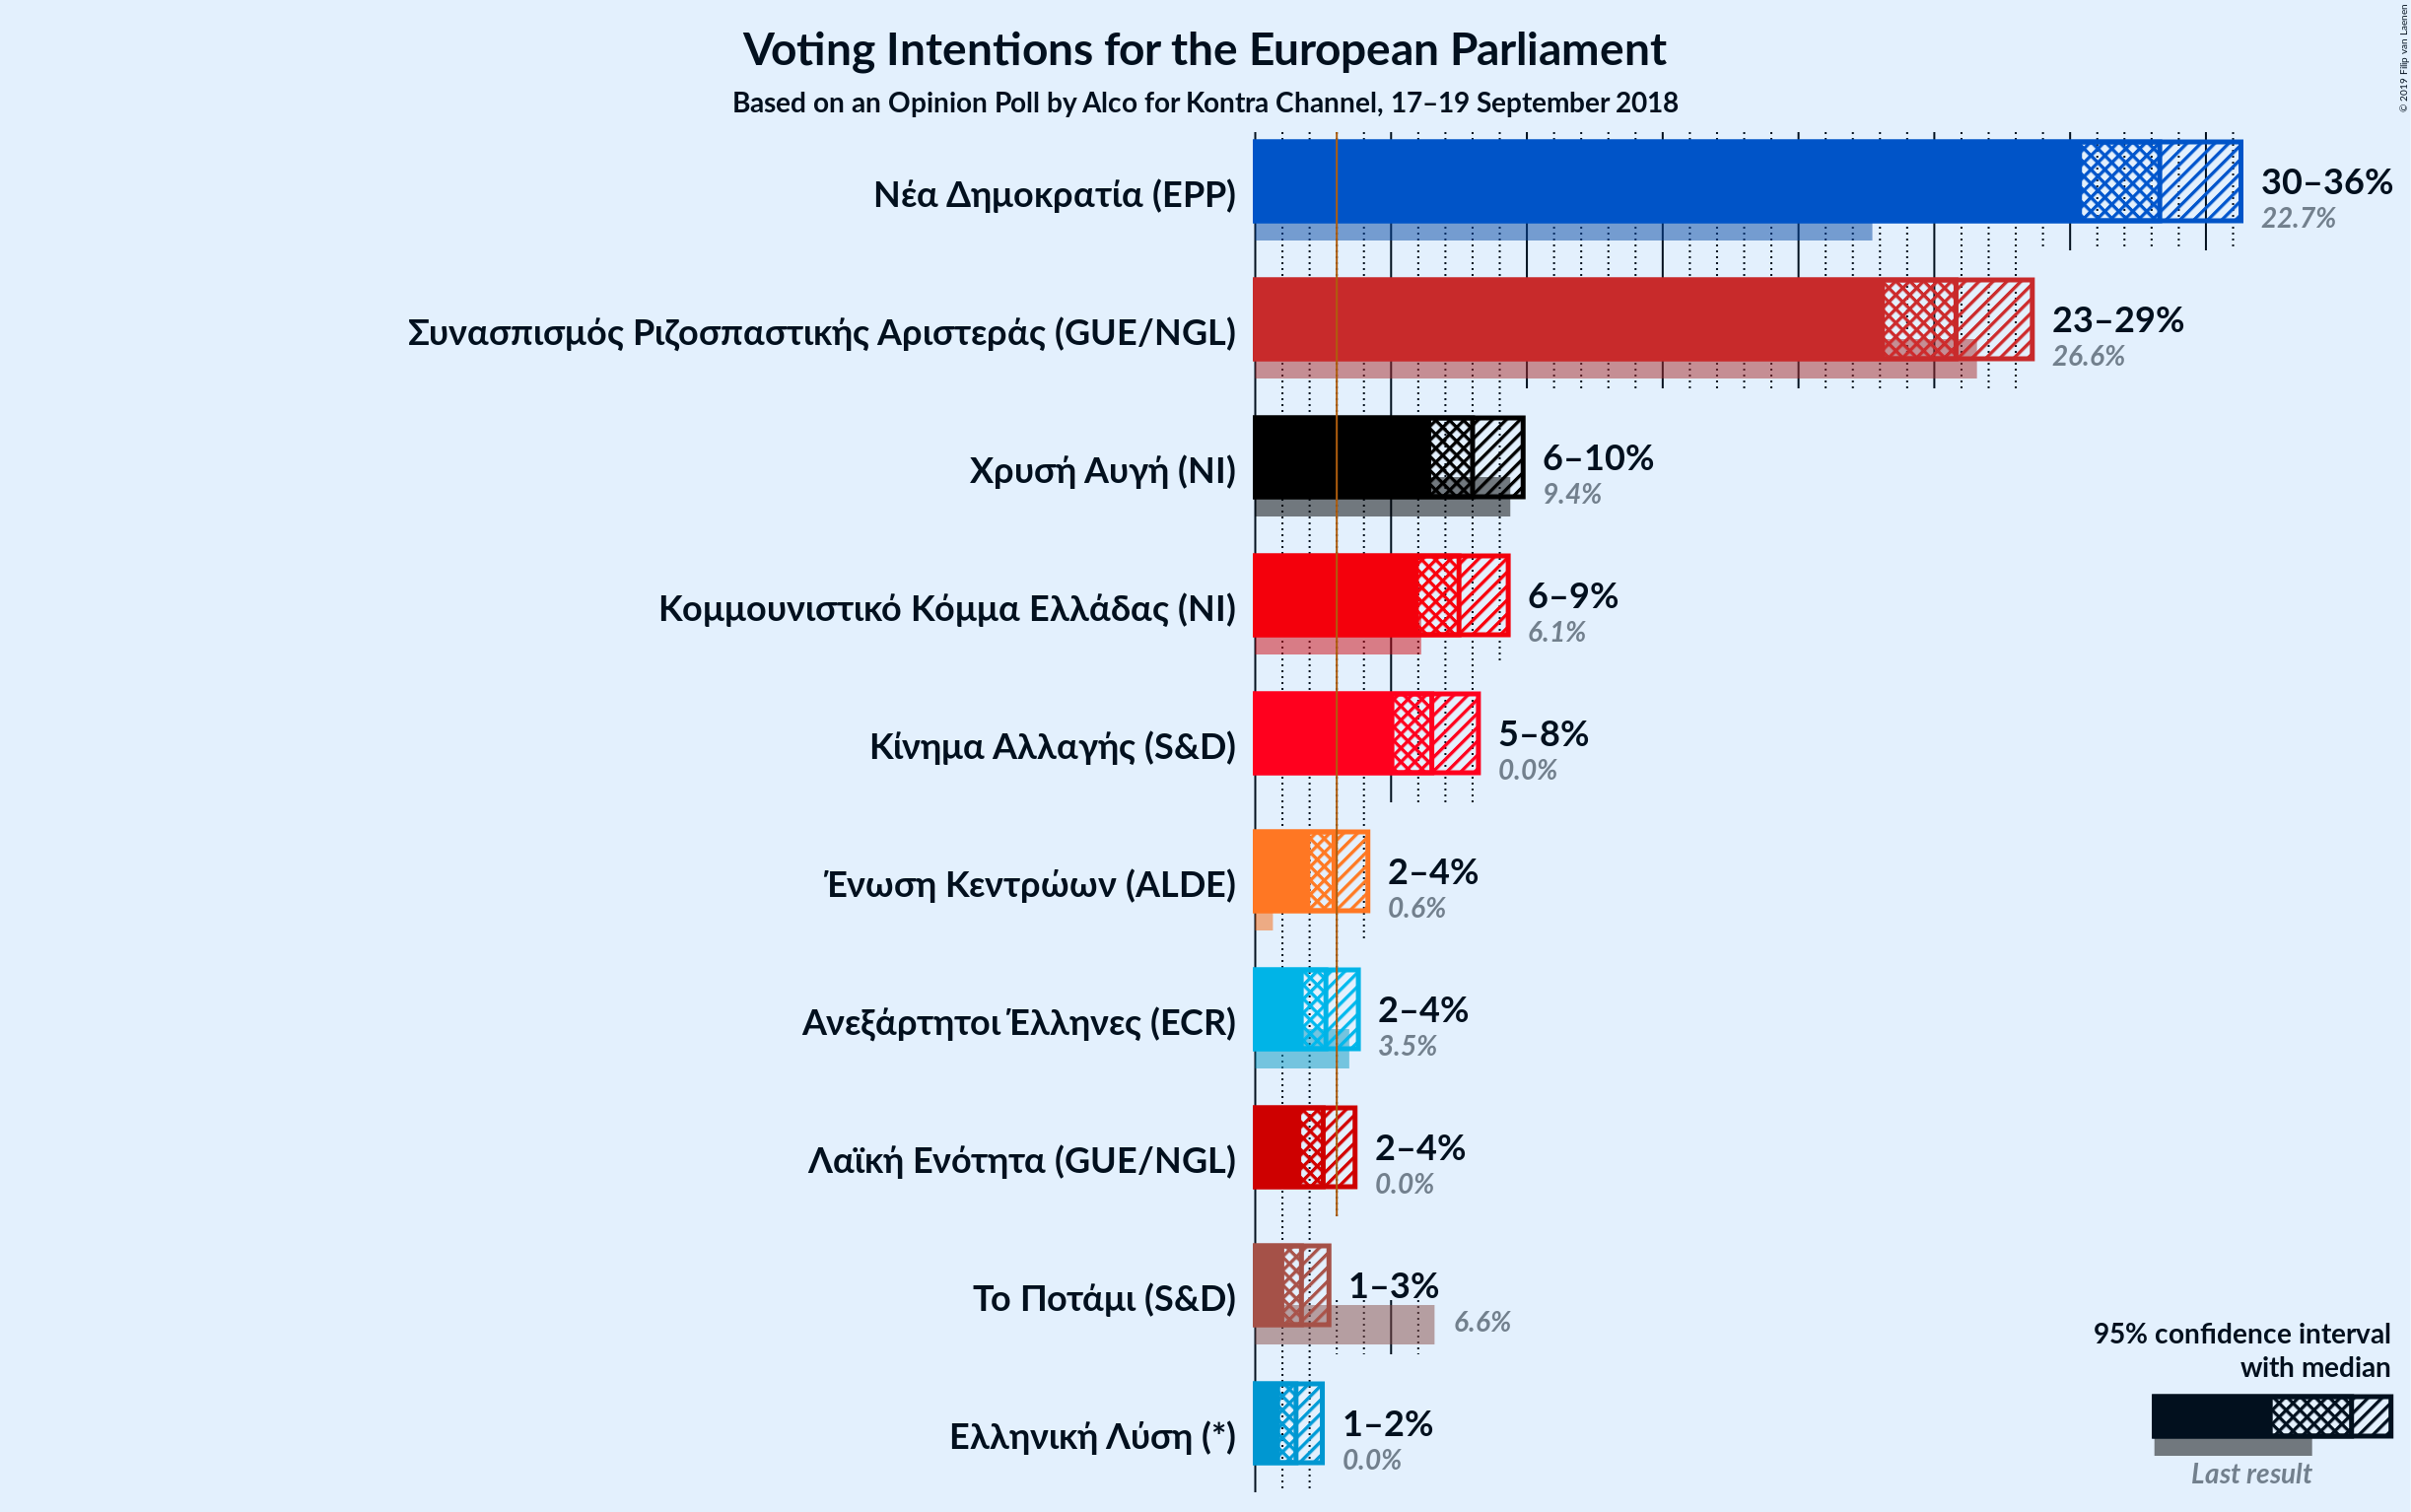 Voting Intentions for the European Parliament
Based on an Opinion Poll by Alco for Kontra Channel, 17–19 September 2018
© 2019 Filip van Laenen
Νέα Δημοκρατία (EPP)
30–36%
22.7%
Συνασπισμός Ριζοσπαστικής Αριστεράς (GUE/NGL)
23–29%
26.6%
Χρυσή Αυγή (NI)
6–10%
9.4%
Κομμουνιστικό Κόμμα Ελλάδας (NI)
6–9%
6.1%
Κίνημα Αλλαγής (S&D)
5–8%
0.0%
Ένωση Κεντρώων (ALDE)
2–4%
0.6%
Ανεξάρτητοι Έλληνες (ECR)
2–4%
3.5%
Λαϊκή Ενότητα (GUE/NGL)
2–4%
0.0%
Το Ποτάμι (S&D)
1–3%
6.6%
Ελληνική Λύση (*)
1–2%
0.0%
95% confidence interval
with median
Last result